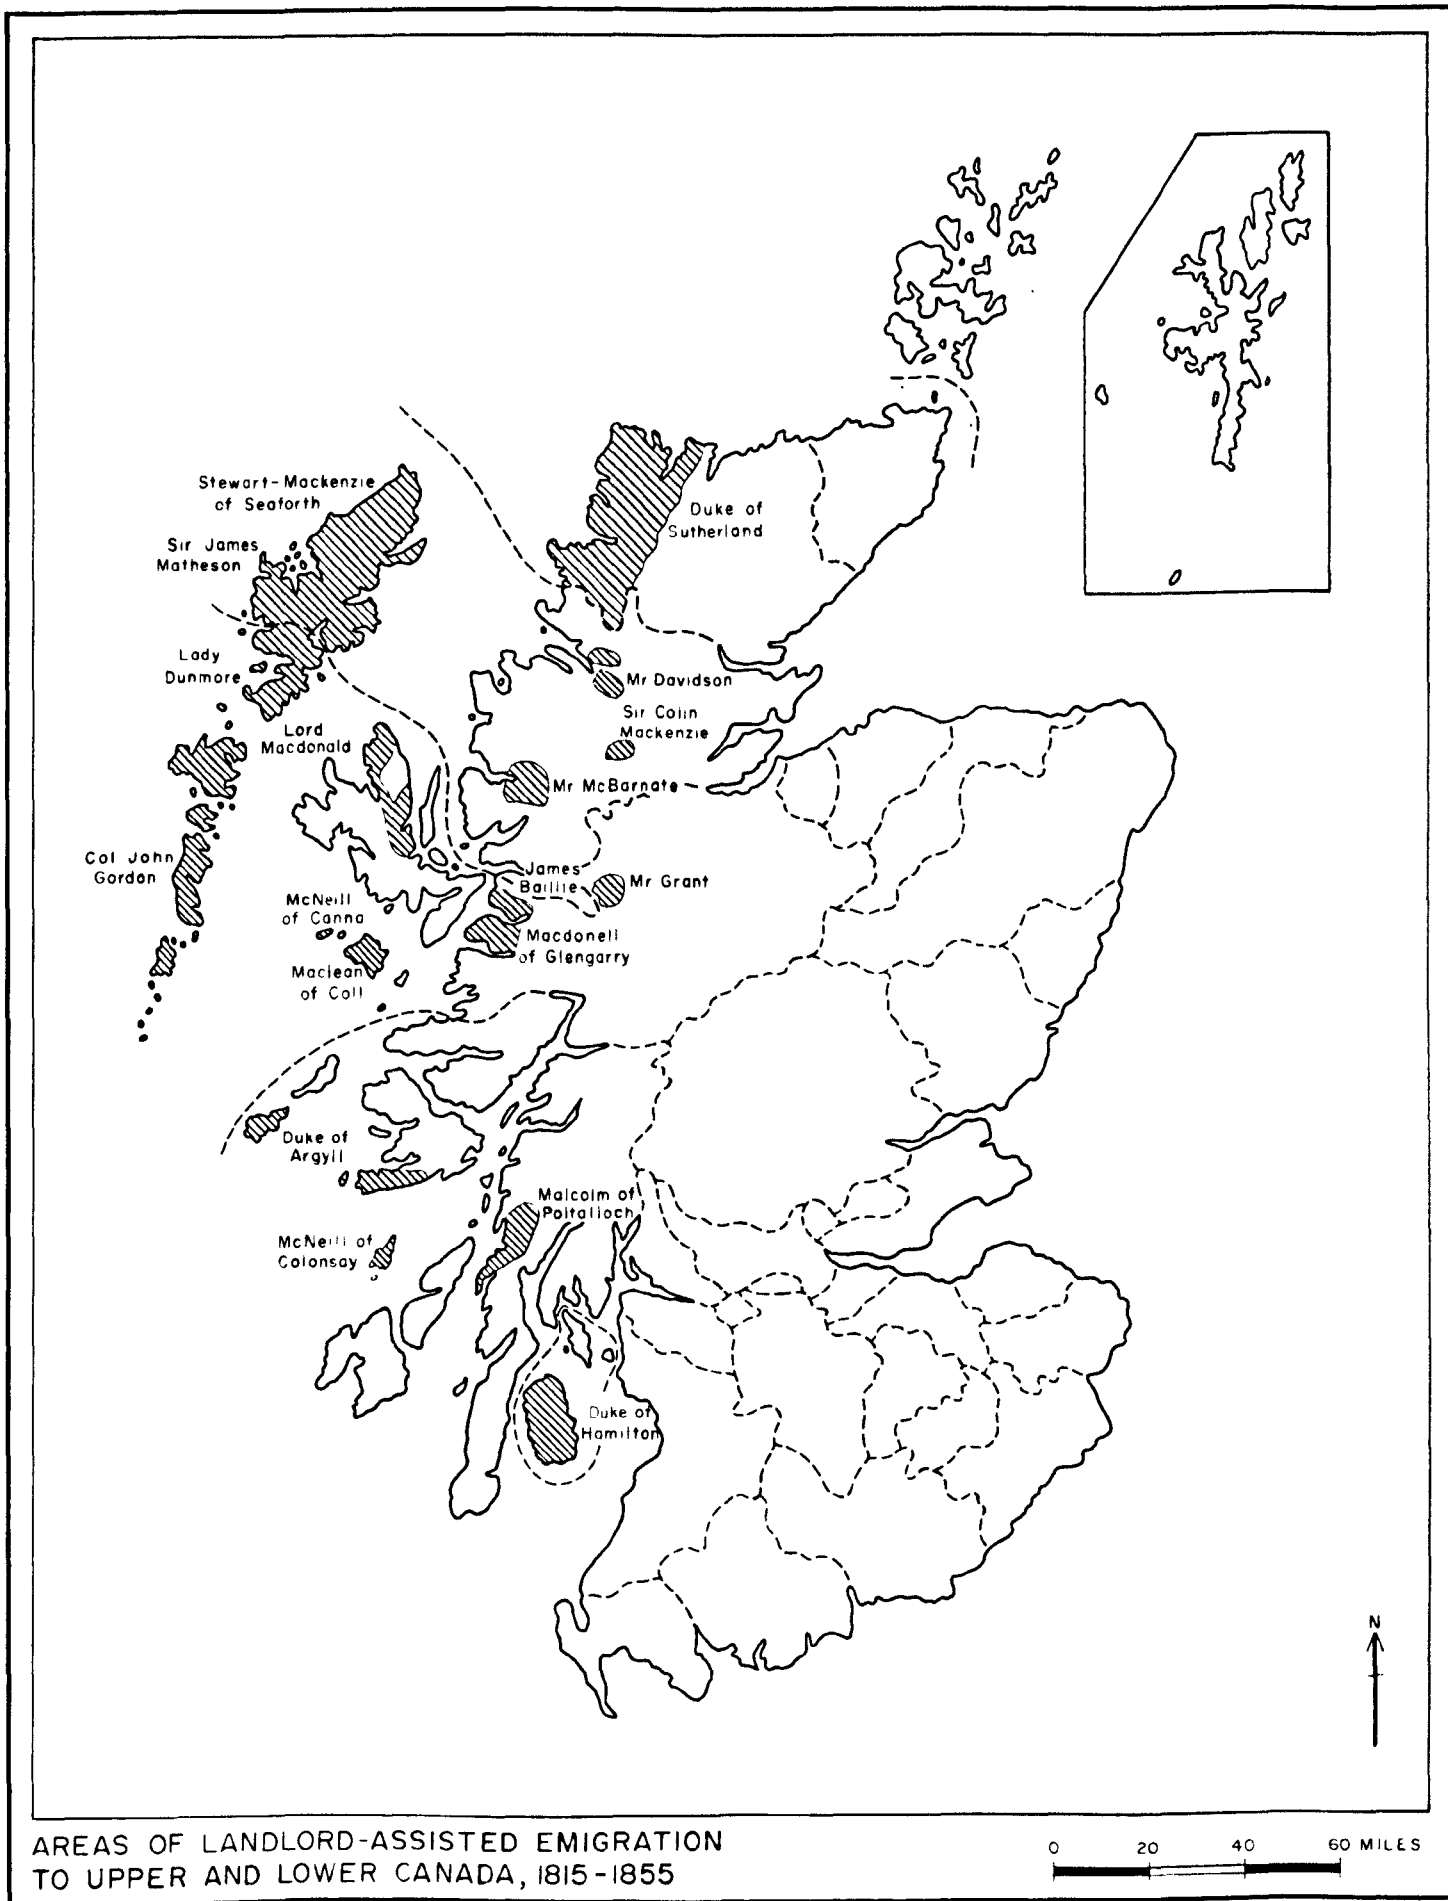 Stewart-Mackenzie
of Seaforth
Sir James
Matheson
Duke of
Sutherland
Lady
Dunmore
Mr Davidson
Sir Colin
Mackenzie
Lord
Macdonald
Mr McBarnate
Col John
Gordon
James
Baillie
Mr Grant
McNeill
of Canna
Macdonell
of Glengarry
Maclean
of Coll
Duke of
Argyll
Malcolm of
Poltalloch
McNeill of
Colonsay
Duke of
Hamilton
N
AREAS OF LANDLORD-ASSISTED EMIGRATION
TO UPPER AND LOWER CANADA, 1815-1855
0 20 40 60 MILES